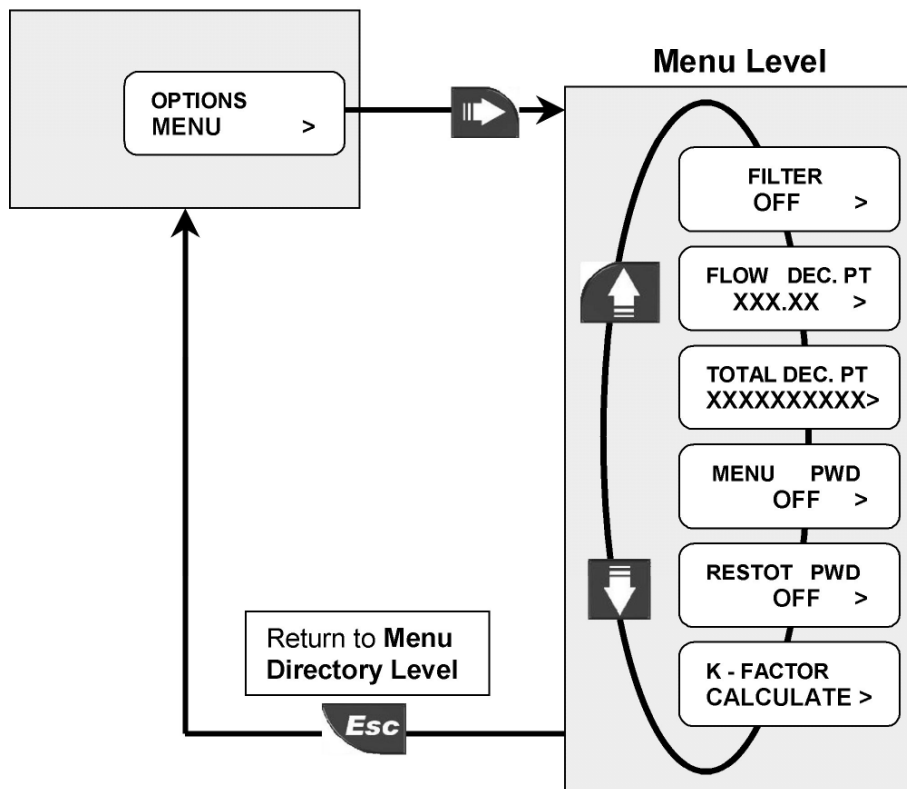 Menu Level
OPTIONS
MENU >
FILTER
OFF >
FLOW DEC. PT
XXX.XX >
TOTAL DEC. PT
XXXXXXXXXX>
MENU PWD
OFF >
RESTOT PWD
OFF >
K - FACTOR
CALCULATE >
Return to Menu
Directory Level
Esc